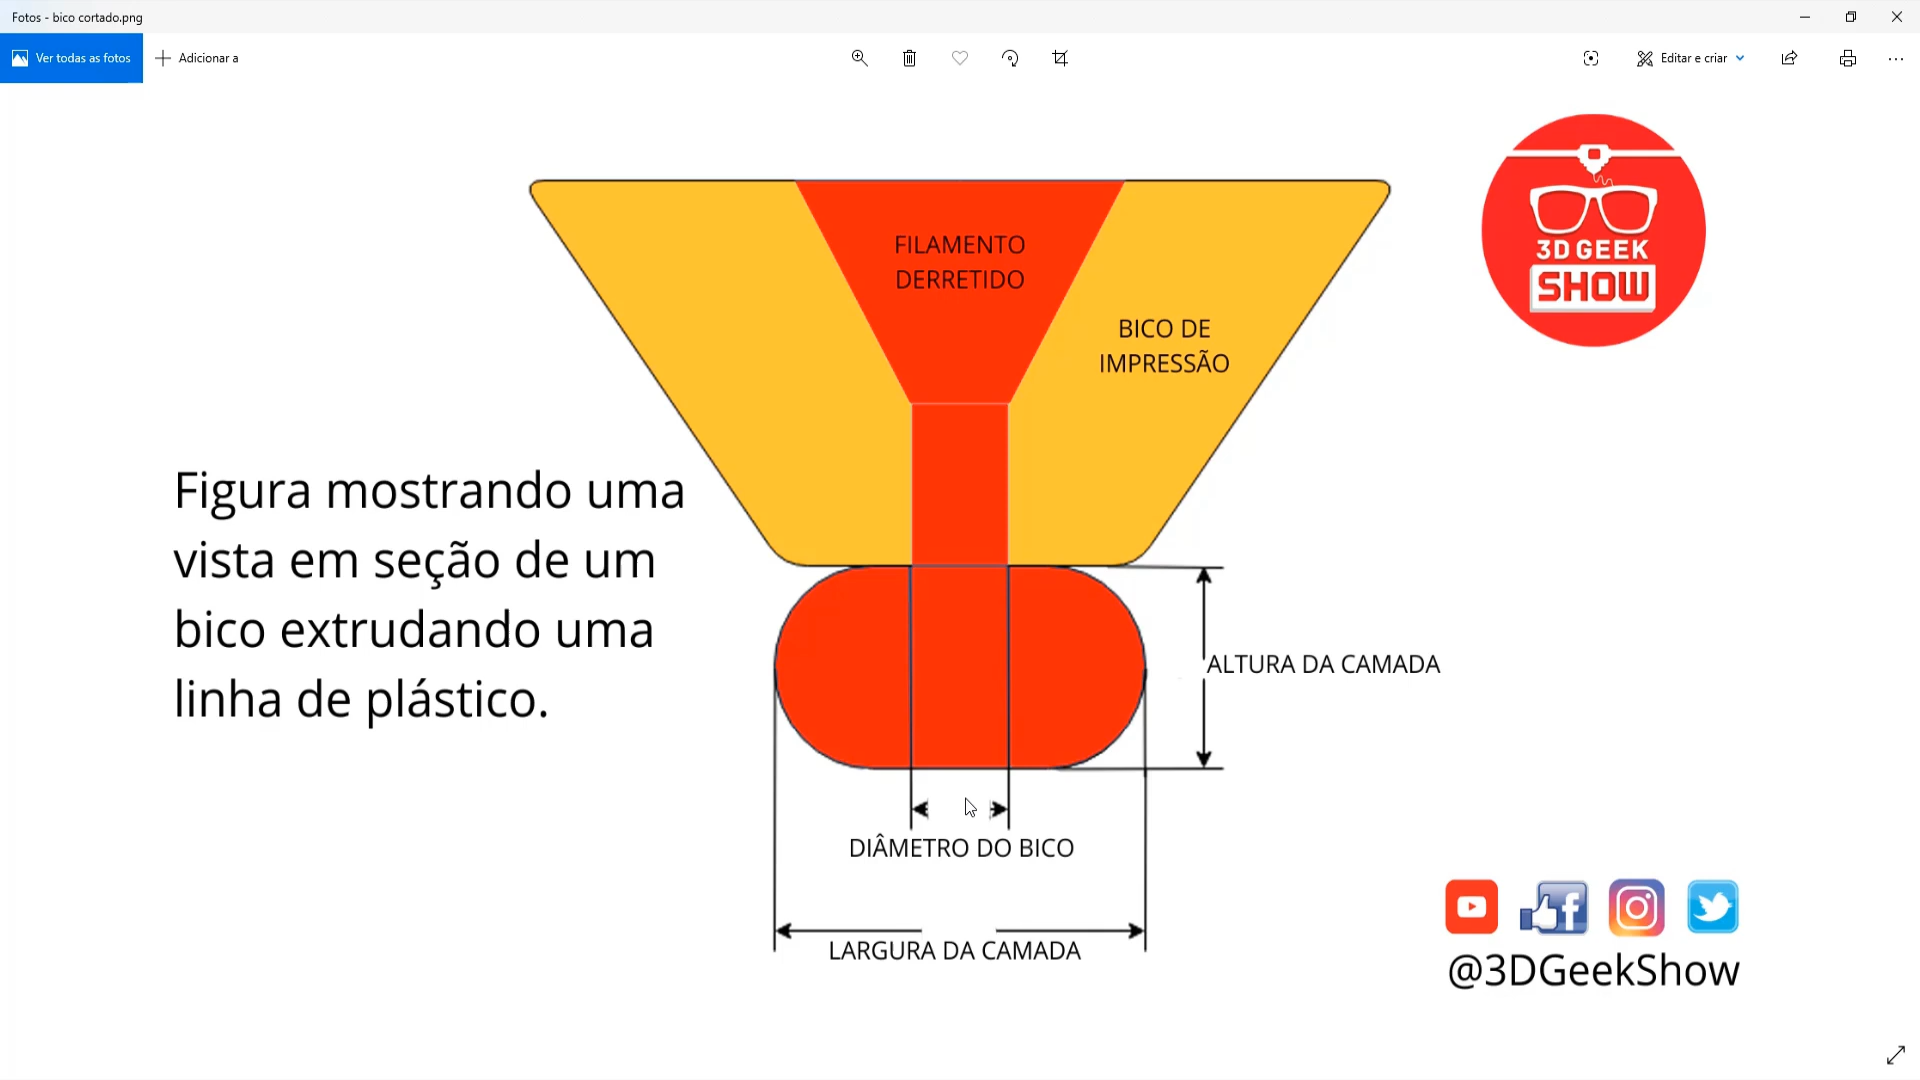 Fotos - bico cortado.png
Ver todas as fotos
Adicionar a
Editar e criar
3D GEEK
SHOW
FILAMENTO
DERRETIDO
BICO DE
IMPRESSÃO
Figura mostrando uma
vista em seção de um
bico extrudando uma
linha de plástico.
ALTURA DA CAMADA
DIÂMETRO DO BICO
LARGURA DA CAMADA
@3DGeekShow